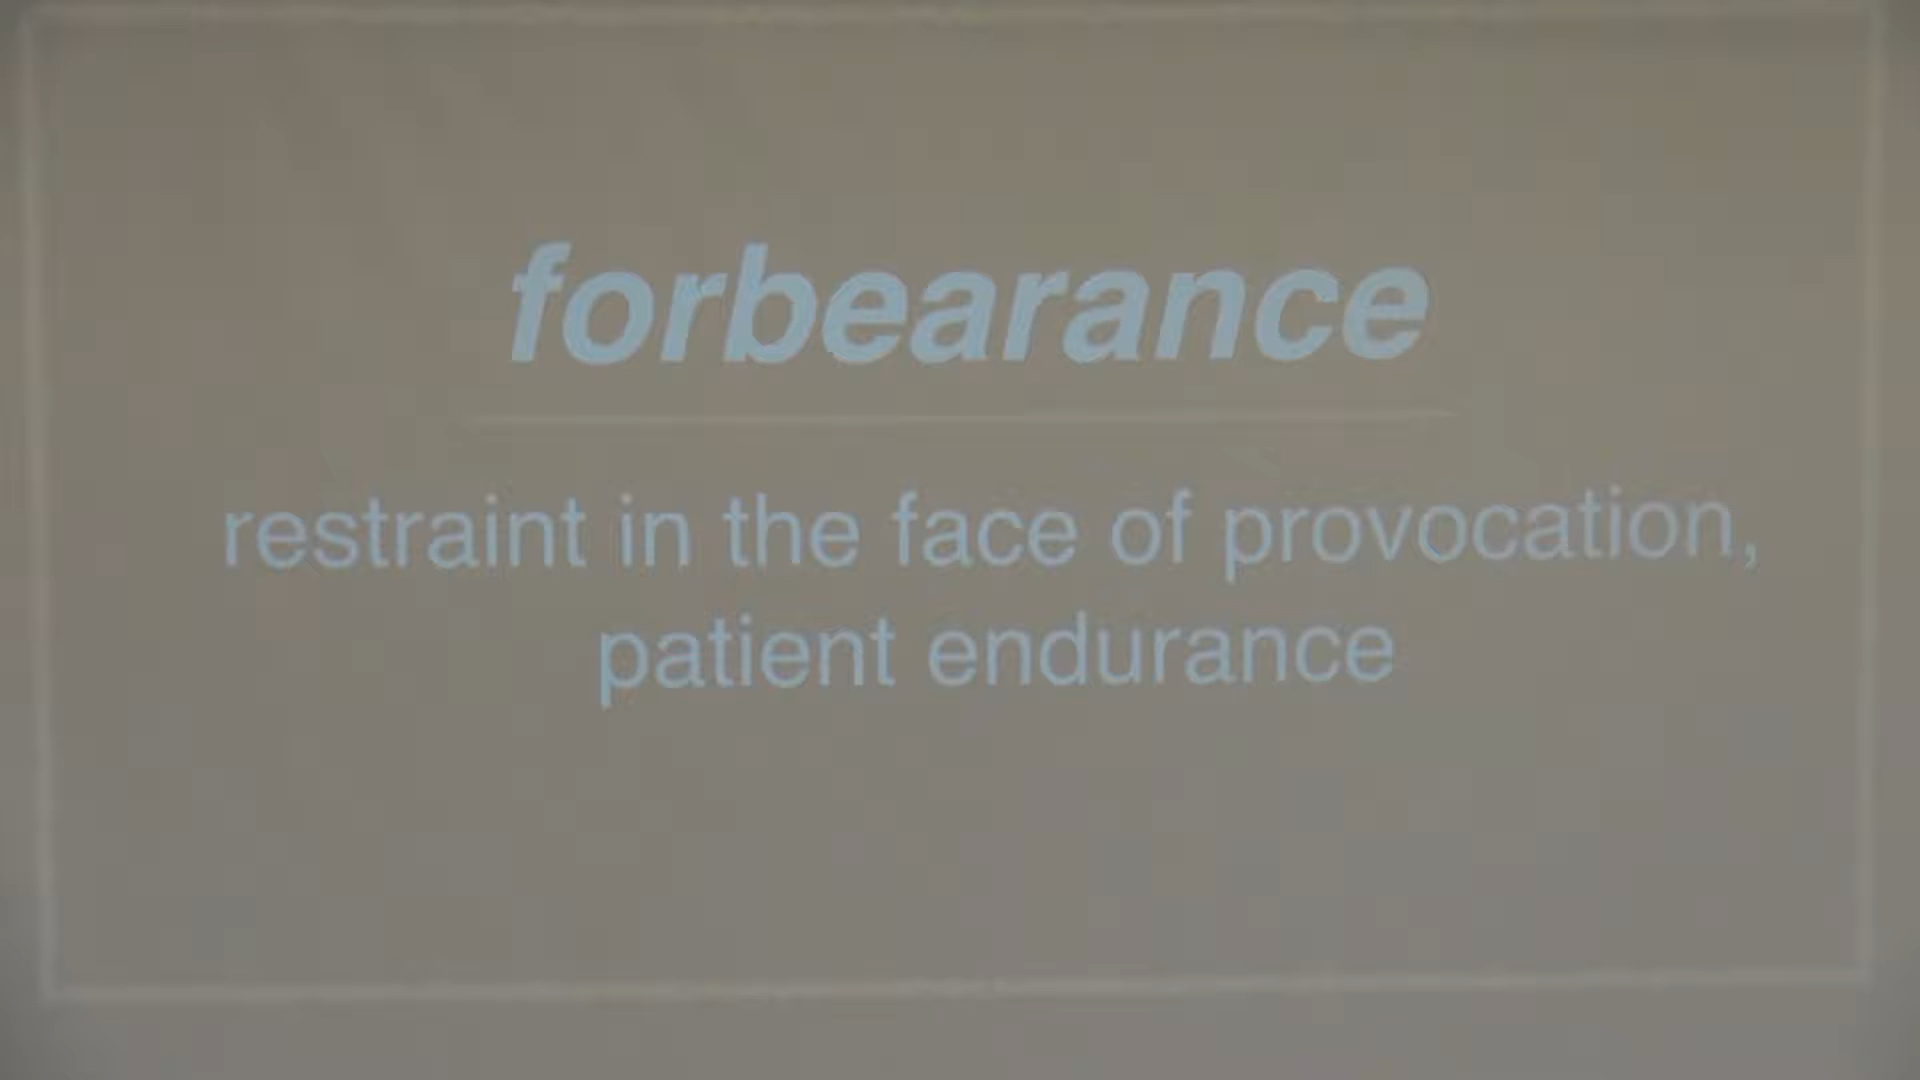 forbearance
restraint in the face of provocation,
patient endurance